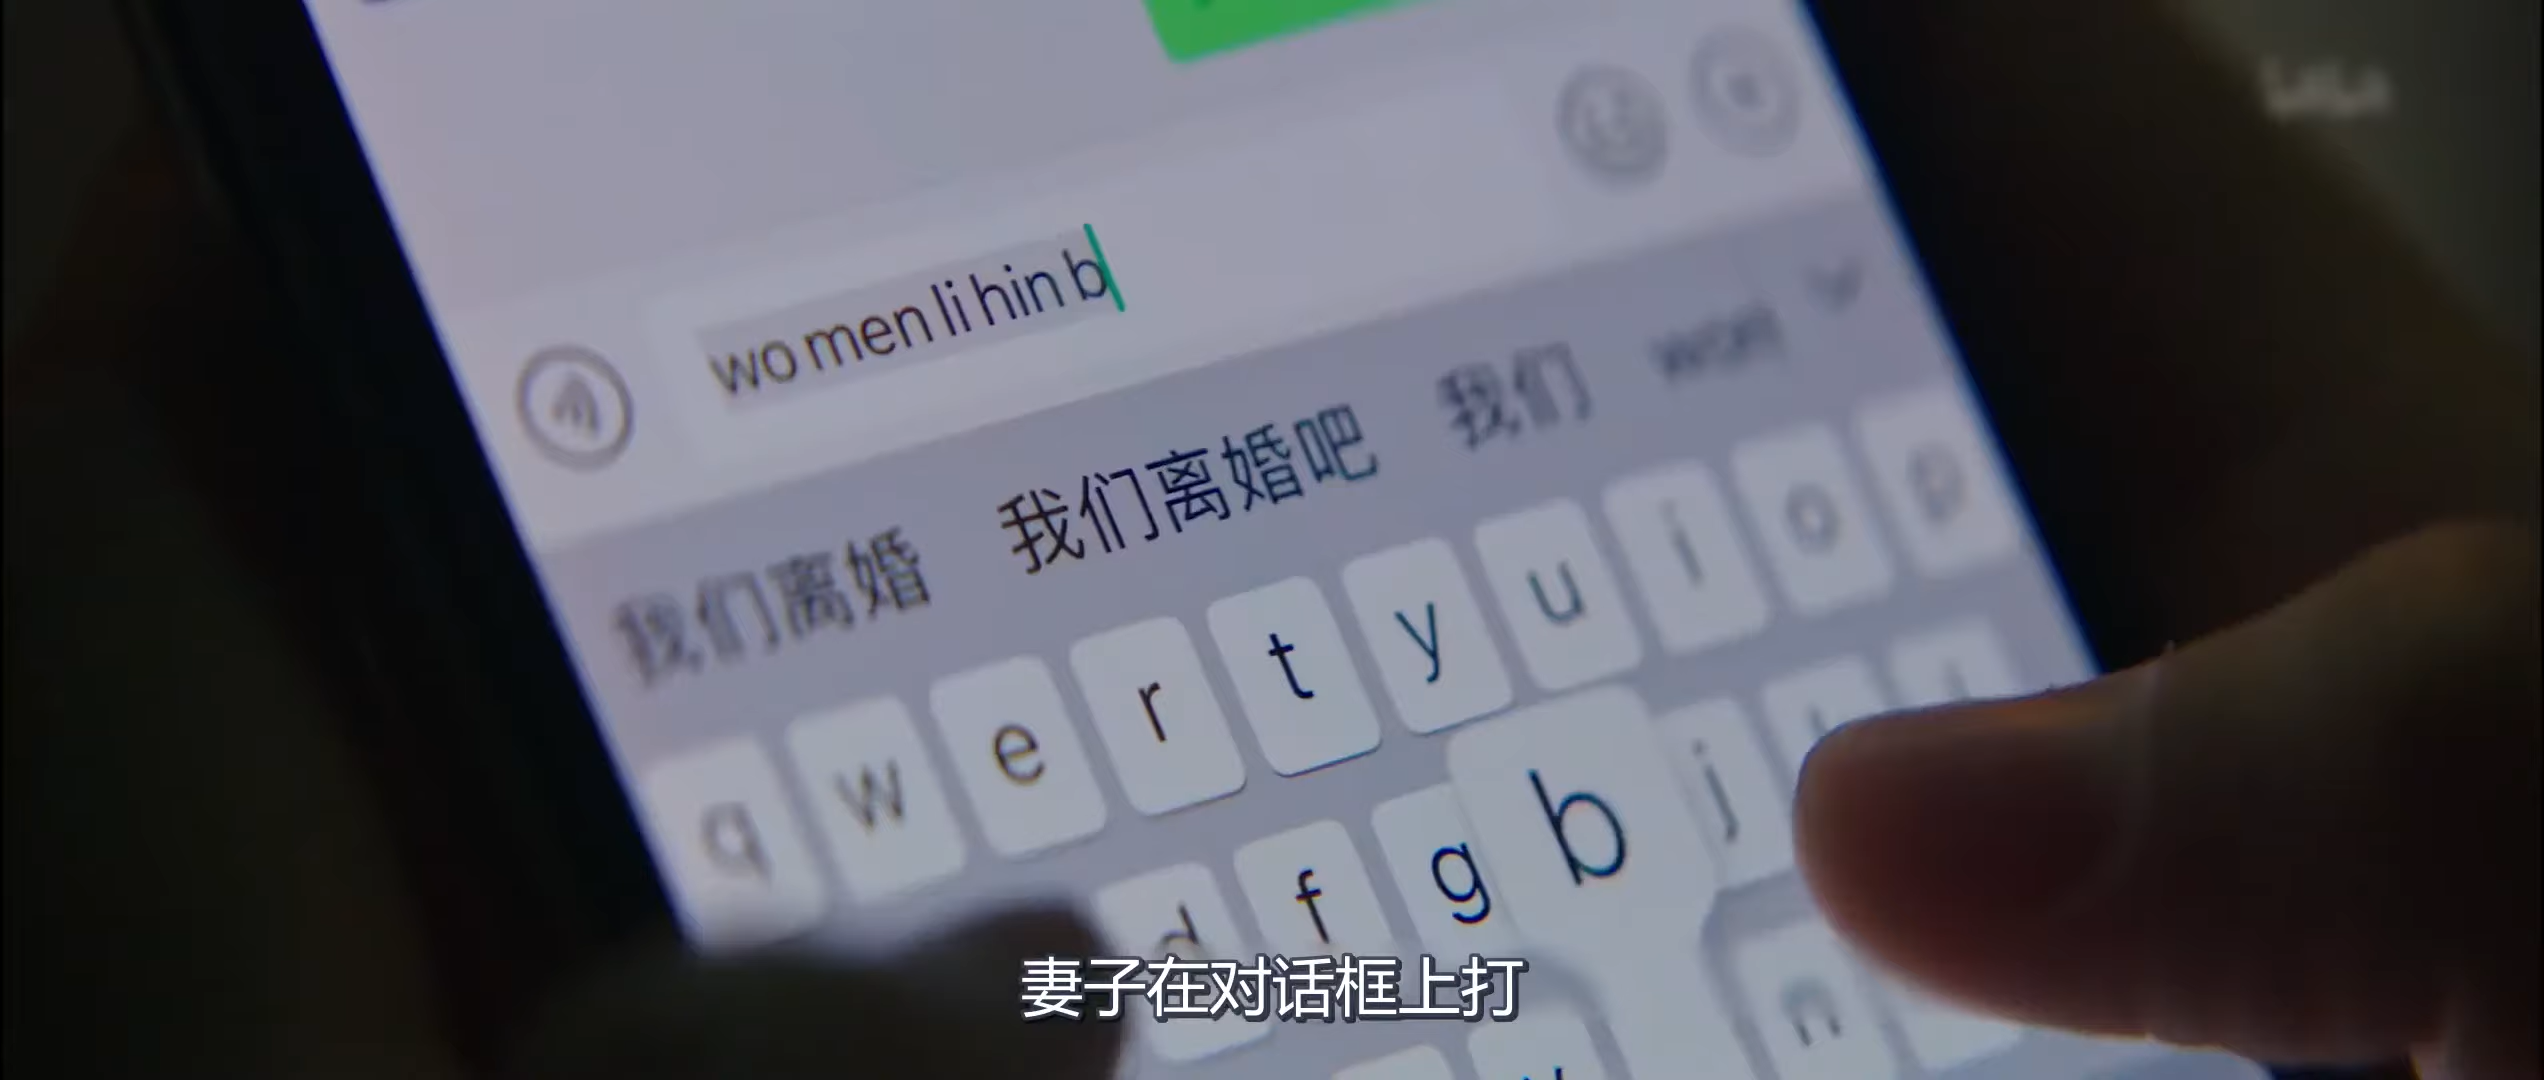 wo men li hin b
我们离婚 我们离婚吧 我们
q w e r t y u i o p
d f g b j
n
妻子在对话框上打